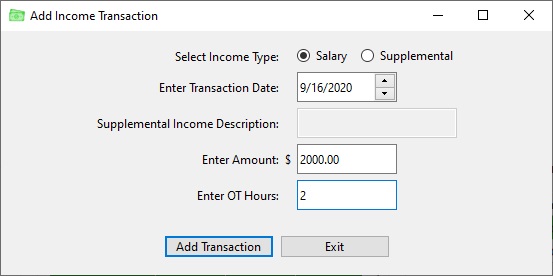 Add Income Transaction
Select Income Type: Salary Supplemental
Enter Transaction Date: 9/16/2020
Supplemental Income Description:
Enter Amount: $ 2000.00
Enter OT Hours: 2
Add Transaction Exit